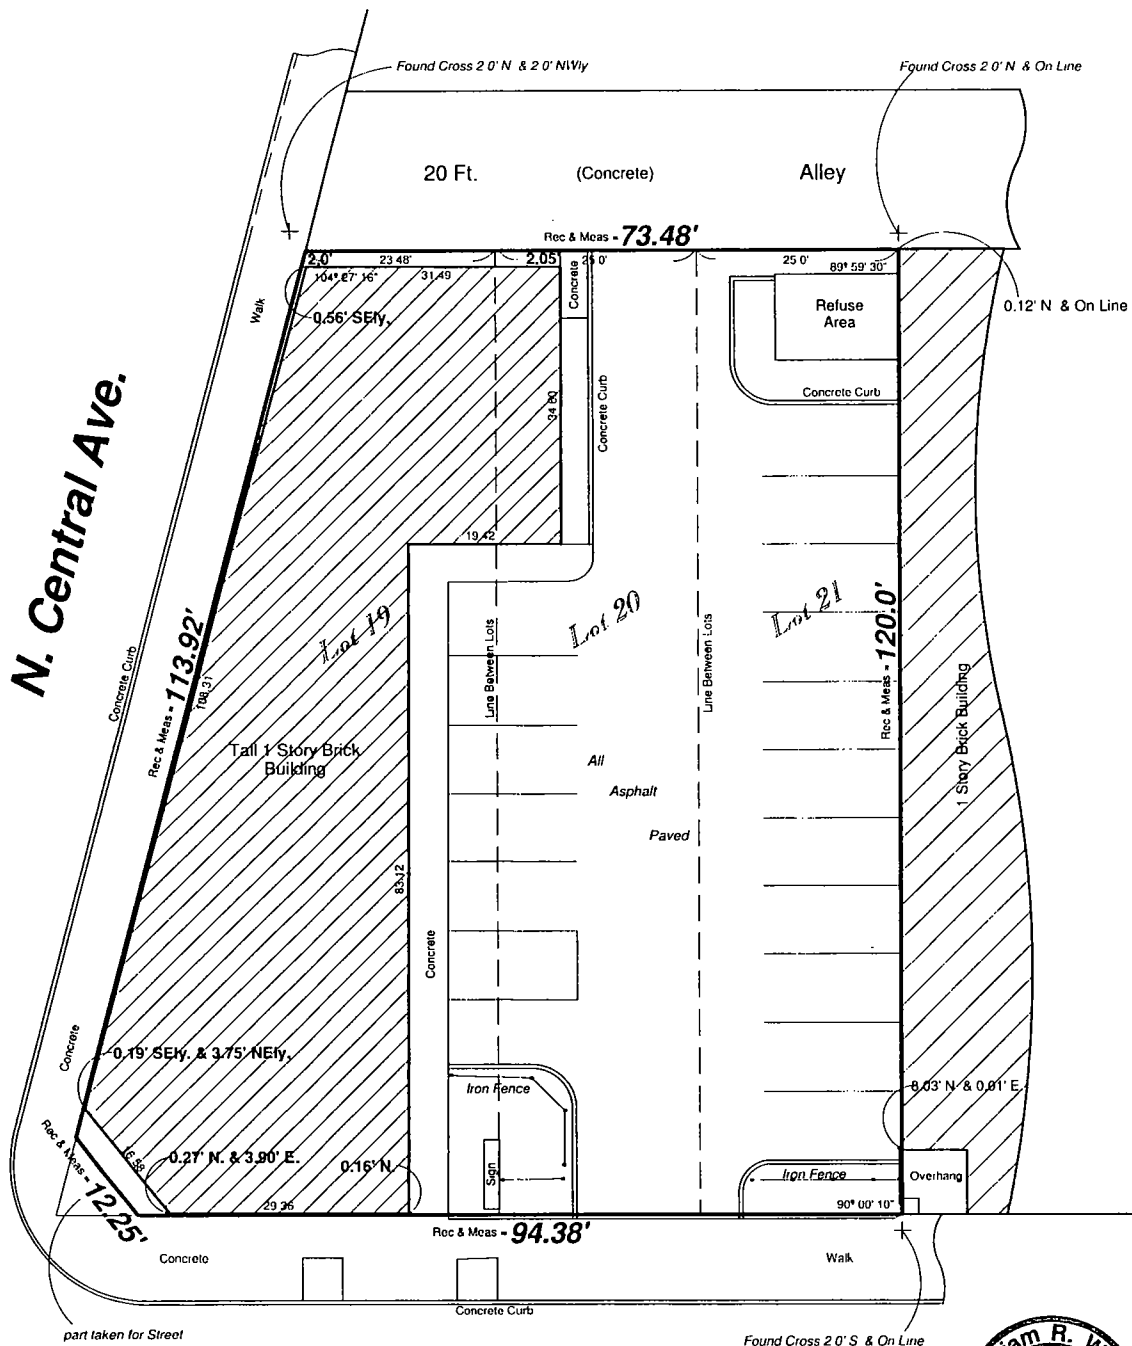 Found Cross 2 0' N & 2 0' NWly
Found Cross 2 0' N & On Line
20 Ft.
(Concrete)
Alley
Rec & Meas - 73.48'
2.0'
23 48'
2.05'
25 0'
25 0'
89° 59' 30"
104° 27' 16"
31.49
Concrete
Refuse
Area
0.12' N & On Line
Walk
0.56' SEly,
N. Central Ave.
34 60
Concrete Curb
Concrete Curb
19.42
Lot 19
Lot 20
Lot 21
Line Between Lots
Line Between Lots
Rec & Meas - 120.0'
Concrete Curb
Rec & Meas - 113.92'
108.31
Tall 1 Story Brick
Building
All
Asphalt
Paved
1 Story Brick Building
83.12
Concrete
Concrete
0.19' SEly. & 3.75' NEly,
Iron Fence
8.03' N & 0.01' E
Rec & Meas - 12.25'
16.58
0.27' N. & 3.90' E.
0.16' N.
Sign
Iron Fence
Overhang
29.36
90° 00' 10"
Rec & Meas - 94.38'
Concrete
Walk
Concrete Curb
part taken for Street
Found Cross 2 0' S & On Line
iam R. W